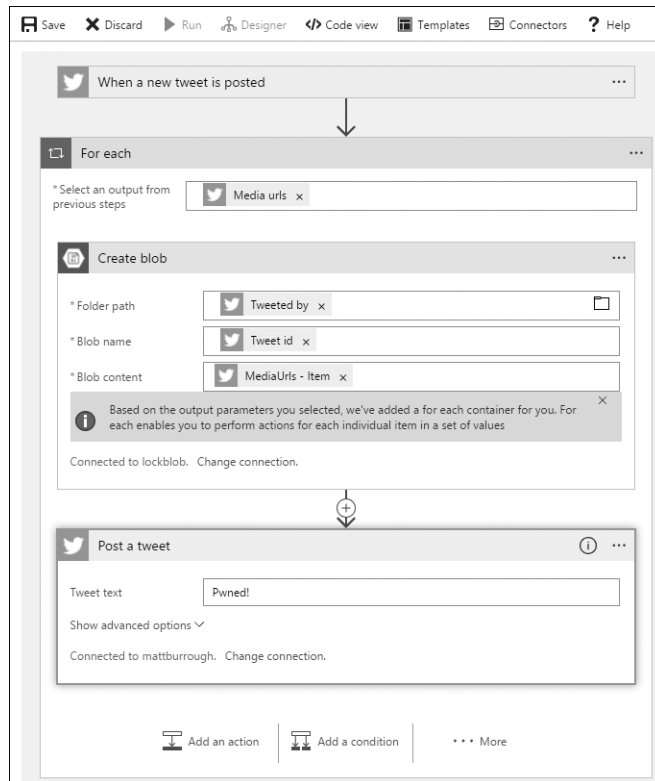 Save Discard Run Designer </> Code view Templates Connectors ? Help
When a new tweet is posted ...
For each ...
*Select an output from
previous steps
Media urls x
Create blob ...
*Folder path Tweeted by x
*Blob name Tweet id x
*Blob content MediaUrls - Item x
Based on the output parameters you selected, we've added a for each container for you. For
each enables you to perform actions for each individual item in a set of values
Connected to lockblob. Change connection.
Post a tweet ...
Tweet text Pwned!
Show advanced options
Connected to mattburrough. Change connection.
Add an action Add a condition ... More